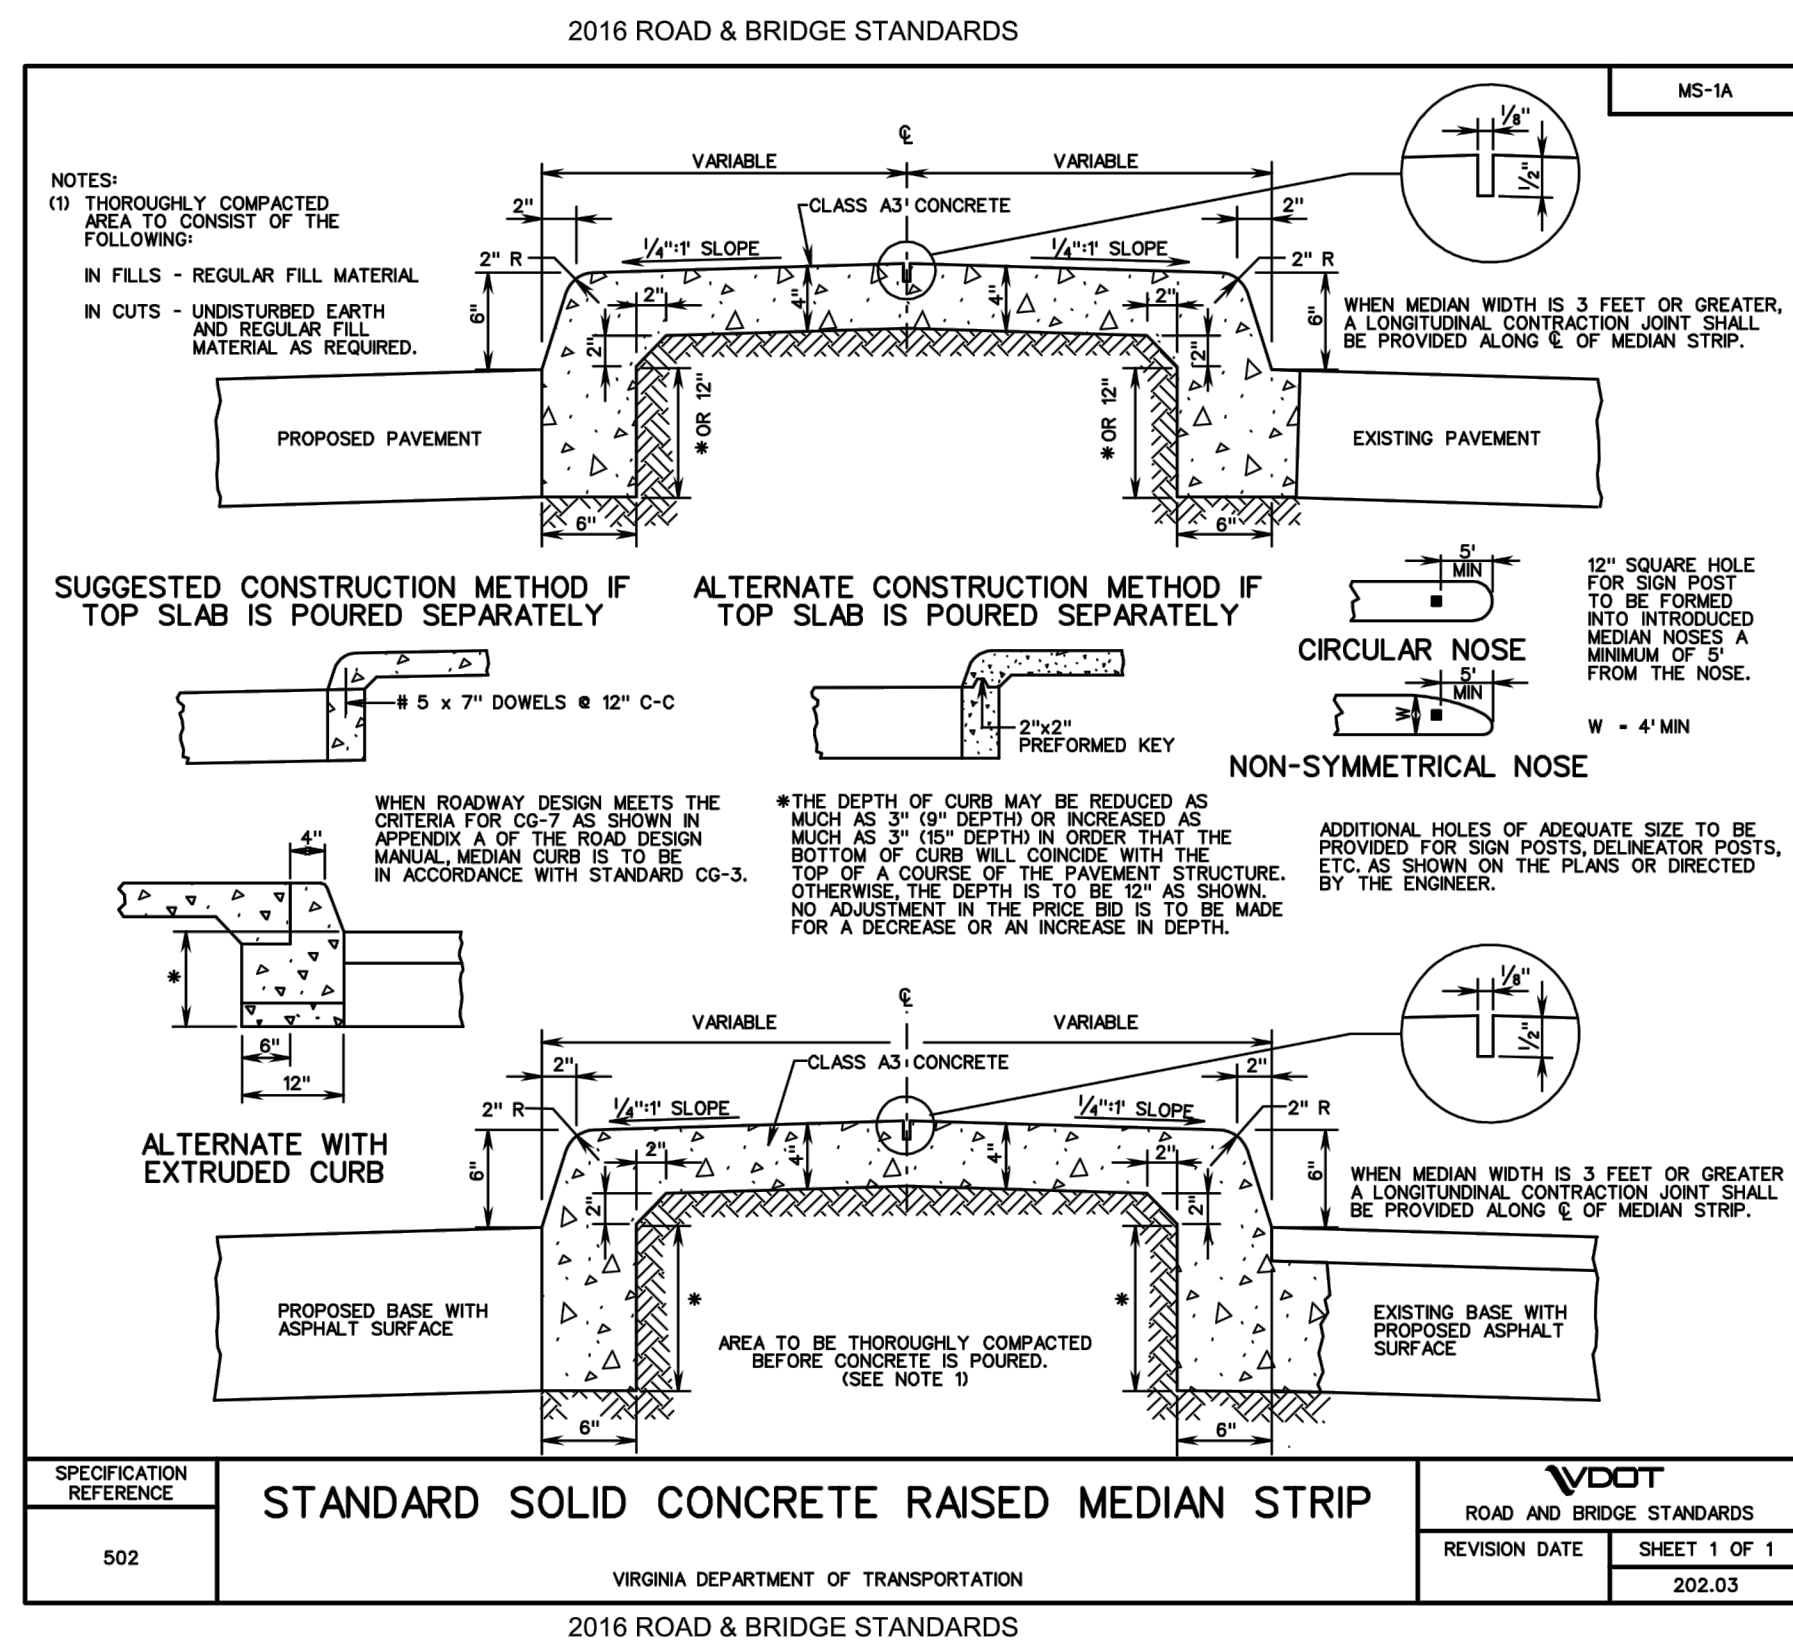 2016 ROAD & BRIDGE STANDARDS
MS-1A
NOTES:
(1) THOROUGHLY COMPACTED
AREA TO CONSIST OF THE
FOLLOWING:
IN FILLS - REGULAR FILL MATERIAL
IN CUTS - UNDISTURBED EARTH
AND REGULAR FILL
MATERIAL AS REQUIRED.
℄
VARIABLE
VARIABLE
CLASS A3 CONCRETE
2"
2"
2" R
2" R
1/4":1' SLOPE
1/4":1' SLOPE
1/8"
1/2"
6"
2"
4"
4"
2"
6"
2"
2"
* OR 12"
* OR 12"
WHEN MEDIAN WIDTH IS 3 FEET OR GREATER,
A LONGITUDINAL CONTRACTION JOINT SHALL
BE PROVIDED ALONG ℄ OF MEDIAN STRIP.
PROPOSED PAVEMENT
EXISTING PAVEMENT
6"
6"
SUGGESTED CONSTRUCTION METHOD IF
TOP SLAB IS POURED SEPARATELY
# 5 x 7" DOWELS @ 12" C-C
ALTERNATE CONSTRUCTION METHOD IF
TOP SLAB IS POURED SEPARATELY
2"x2"
PREFORMED KEY
5'
MIN
CIRCULAR NOSE
5'
MIN
W
NON-SYMMETRICAL NOSE
12" SQUARE HOLE
FOR SIGN POST
TO BE FORMED
INTO INTRODUCED
MEDIAN NOSES A
MINIMUM OF 5'
FROM THE NOSE.
W - 4' MIN
WHEN ROADWAY DESIGN MEETS THE
CRITERIA FOR CG-7 AS SHOWN IN
APPENDIX A OF THE ROAD DESIGN
MANUAL, MEDIAN CURB IS TO BE
IN ACCORDANCE WITH STANDARD CG-3.
*THE DEPTH OF CURB MAY BE REDUCED AS
MUCH AS 3" (9" DEPTH) OR INCREASED AS
MUCH AS 3" (15" DEPTH) IN ORDER THAT THE
BOTTOM OF CURB WILL COINCIDE WITH THE
TOP OF A COURSE OF THE PAVEMENT STRUCTURE.
OTHERWISE, THE DEPTH IS TO BE 12" AS SHOWN.
NO ADJUSTMENT IN THE PRICE BID IS TO BE MADE
FOR A DECREASE OR AN INCREASE IN DEPTH.
ADDITIONAL HOLES OF ADEQUATE SIZE TO BE
PROVIDED FOR SIGN POSTS, DELINEATOR POSTS,
ETC. AS SHOWN ON THE PLANS OR DIRECTED
BY THE ENGINEER.
4"
*
6"
12"
ALTERNATE WITH
EXTRUDED CURB
℄
VARIABLE
VARIABLE
CLASS A3 CONCRETE
2"
2"
2" R
2" R
1/4":1' SLOPE
1/4":1' SLOPE
1/8"
1/2"
6"
2"
4"
4"
2"
6"
2"
2"
*
*
WHEN MEDIAN WIDTH IS 3 FEET OR GREATER
A LONGITUNDINAL CONTRACTION JOINT SHALL
BE PROVIDED ALONG ℄ OF MEDIAN STRIP.
PROPOSED BASE WITH
ASPHALT SURFACE
AREA TO BE THOROUGHLY COMPACTED
BEFORE CONCRETE IS POURED.
(SEE NOTE 1)
EXISTING BASE WITH
PROPOSED ASPHALT
SURFACE
6"
6"
SPECIFICATION
REFERENCE
502
STANDARD SOLID CONCRETE RAISED MEDIAN STRIP
VIRGINIA DEPARTMENT OF TRANSPORTATION
VDOT
ROAD AND BRIDGE STANDARDS
REVISION DATE
SHEET 1 OF 1
202.03
2016 ROAD & BRIDGE STANDARDS